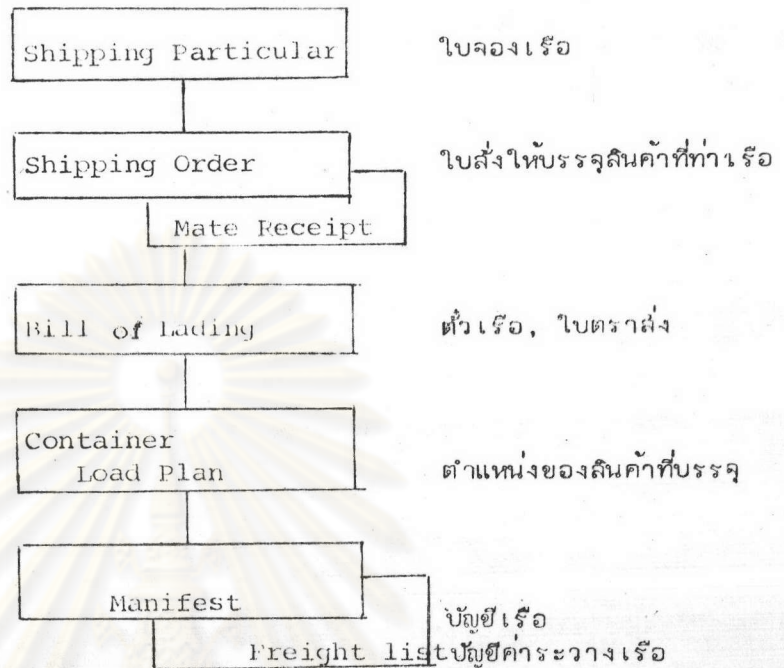 Shipping Particular ใบจองเรือ
Shipping Order ใบสั่งให้บรรจุสินค้าที่ท่าเรือ
Mate Receipt
Bill of Lading ตั๋วเรือ, ใบตราส่ง
Container
Load Plan ตำแหน่งของสินค้าที่บรรจุ
Manifest บัญชีเรือ
Freight list บัญชีค่าระวางเรือ